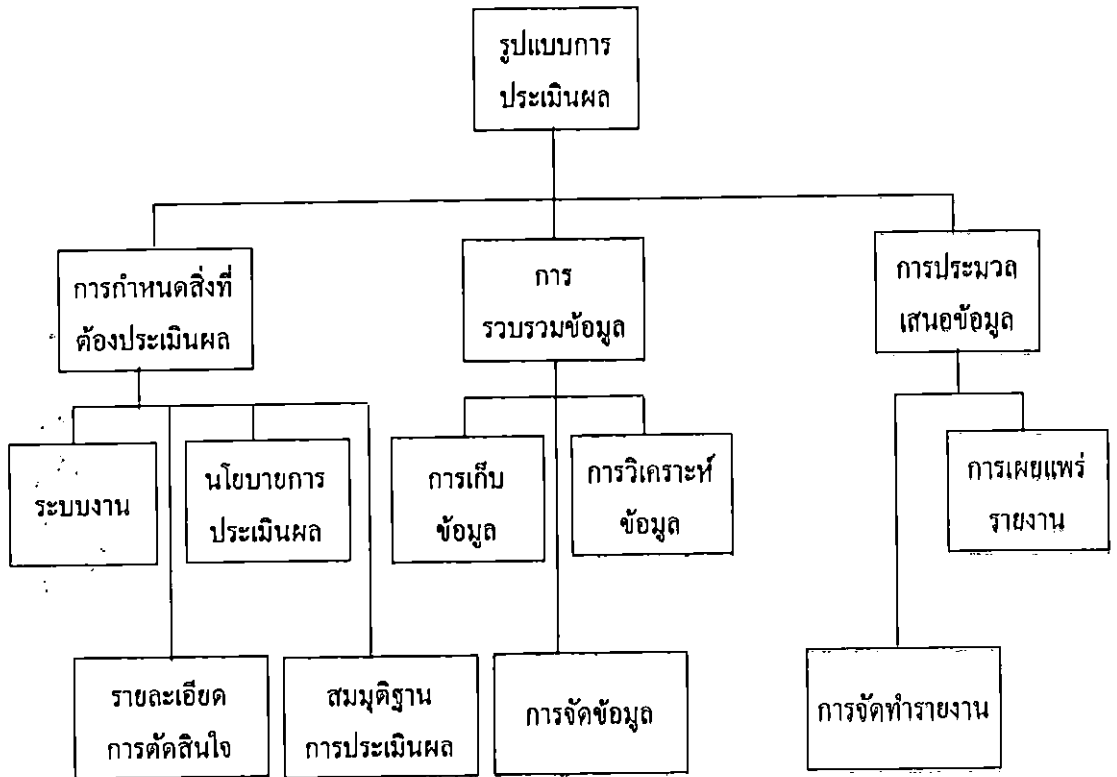 รูปแบบการ
ประเมินผล
การกำหนดสิ่งที่
ต้องประเมินผล
การ
รวบรวมข้อมูล
การประมวล
เสนอข้อมูล
ระบบงาน
นโยบายการ
ประเมินผล
การเก็บ
ข้อมูล
การวิเคราะห์
ข้อมูล
การเผยแพร่
รายงาน
รายละเอียด
การตัดสินใจ
สมมุติฐาน
การประเมินผล
การจัดข้อมูล
การจัดทำรายงาน